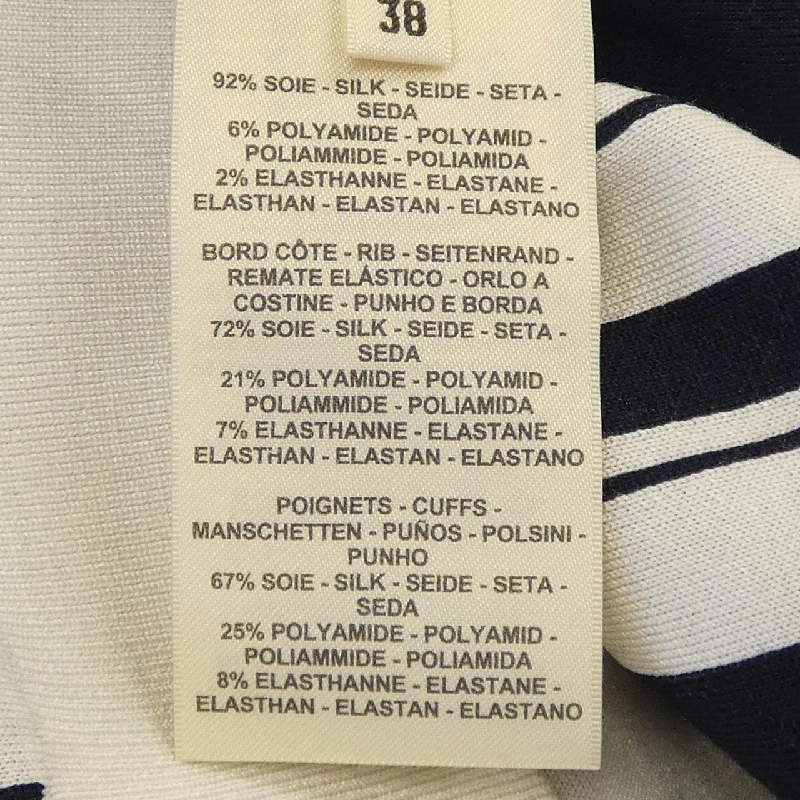 38
92% SOIE - SILK - SEIDE - SETA -
SEDA
6% POLYAMIDE - POLYAMID -
POLIAMMIDE - POLIAMIDA
2% ELASTHANNE - ELASTANE -
ELASTHAN - ELASTAN - ELASTANO
BORD CÔTE - RIB - SEITENRAND -
REMATE ELÁSTICO - ORLO A
COSTINE - PUNHO E BORDA
72% SOIE - SILK - SEIDE - SETA -
SEDA
21% POLYAMIDE - POLYAMID -
POLIAMMIDE - POLIAMIDA
7% ELASTHANNE - ELASTANE -
ELASTHAN - ELASTAN - ELASTANO
POIGNETS - CUFFS -
MANSCHETTEN - PUÑOS - POLSINI -
PUNHO
67% SOIE - SILK - SEIDE - SETA -
SEDA
25% POLYAMIDE - POLYAMID -
POLIAMMIDE - POLIAMIDA
8% ELASTHANNE - ELASTANE -
ELASTHAN - ELASTAN - ELASTANO